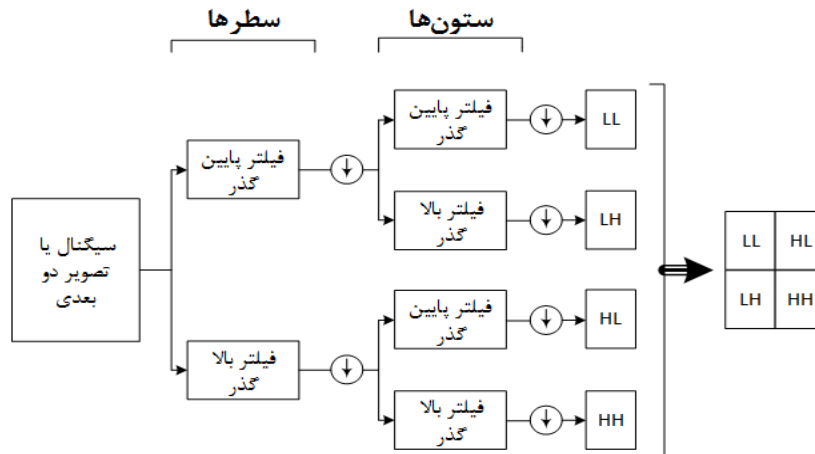 سطرها
ستون‌ها
سیگنال یا
تصویر دو
بعدی
فیلتر پایین
گذر
فیلتر بالا
گذر
فیلتر پایین
گذر
فیلتر بالا
گذر
فیلتر پایین
گذر
فیلتر بالا
گذر
LL
LH
HL
HH
LL HL
LH HH